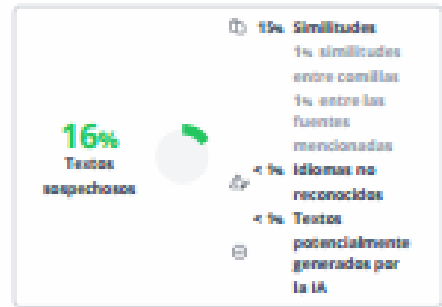 16%
Textos
sospechosos
15% Similitudes
1% similitudes
entre comillas
1% entre las
fuentes
mencionadas
< 1% Idiomas no
reconocidos
< 1% Textos
potencialmente
generados por
la IA